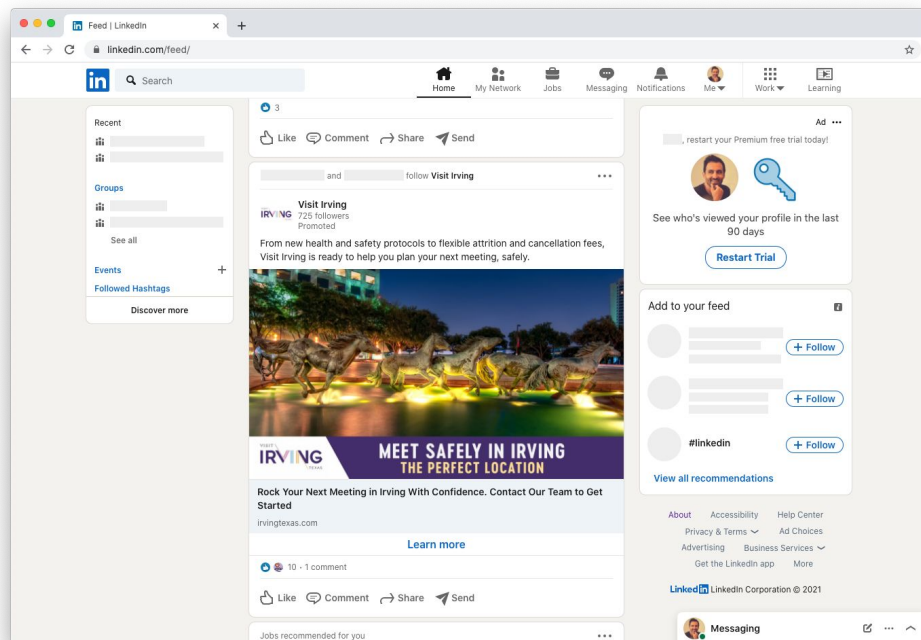 Feed | LinkedIn
linkedin.com/feed/
in
Search
Home
My Network
Jobs
Messaging
Notifications
Me
Work
Learning
Recent
Groups
See all
Events
Followed Hashtags
Discover more
3
Like
Comment
Share
Send
and follow Visit Irving
IRVING
Visit Irving
725 followers
Promoted
From new health and safety protocols to flexible attrition and cancellation fees,
Visit Irving is ready to help you plan your next meeting, safely.
VISIT
IRVING
TEXAS
MEET SAFELY IN IRVING
THE PERFECT LOCATION
Rock Your Next Meeting in Irving With Confidence. Contact Our Team to Get
Started
irvingtexas.com
Learn more
10 · 1 comment
Like
Comment
Share
Send
Jobs recommended for you
Ad
, restart your Premium free trial today!
See who's viewed your profile in the last
90 days
Restart Trial
Add to your feed
+ Follow
+ Follow
#linkedin
+ Follow
View all recommendations
About
Accessibility
Help Center
Privacy & Terms
Ad Choices
Advertising
Business Services
Get the LinkedIn app
More
LinkedIn LinkedIn Corporation © 2021
Messaging